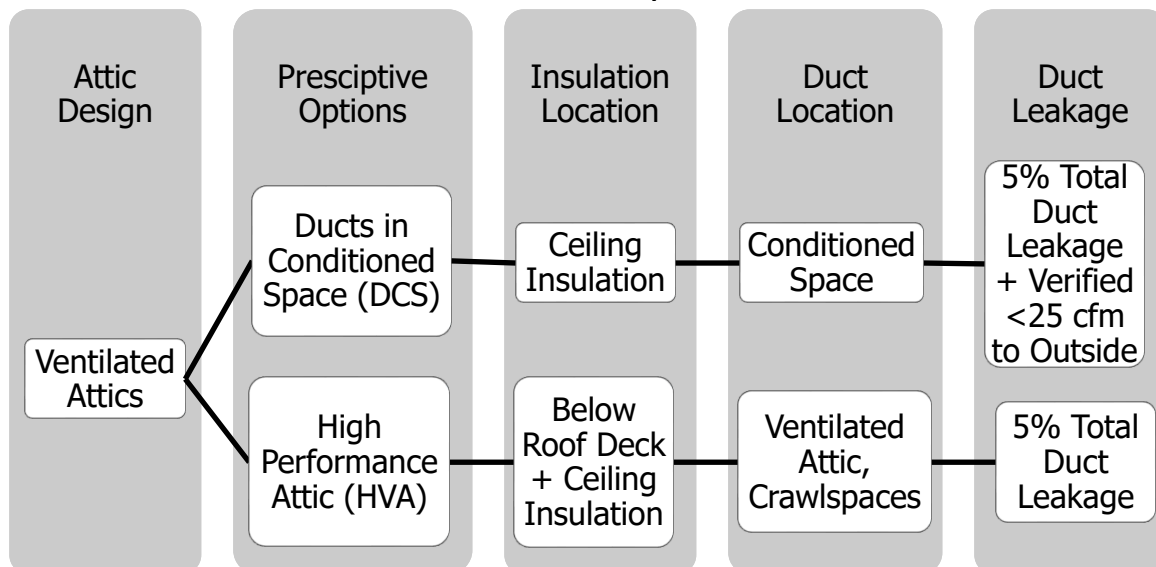 Attic
Design
Presciptive
Options
Insulation
Location
Duct
Location
Duct
Leakage
Ventilated
Attics
Ducts in
Conditioned
Space (DCS)
Ceiling
Insulation
Conditioned
Space
5% Total
Duct
Leakage
+ Verified
<25 cfm
to Outside
High
Performance
Attic (HVA)
Below
Roof Deck
+ Ceiling
Insulation
Ventilated
Attic,
Crawlspaces
5% Total
Duct
Leakage